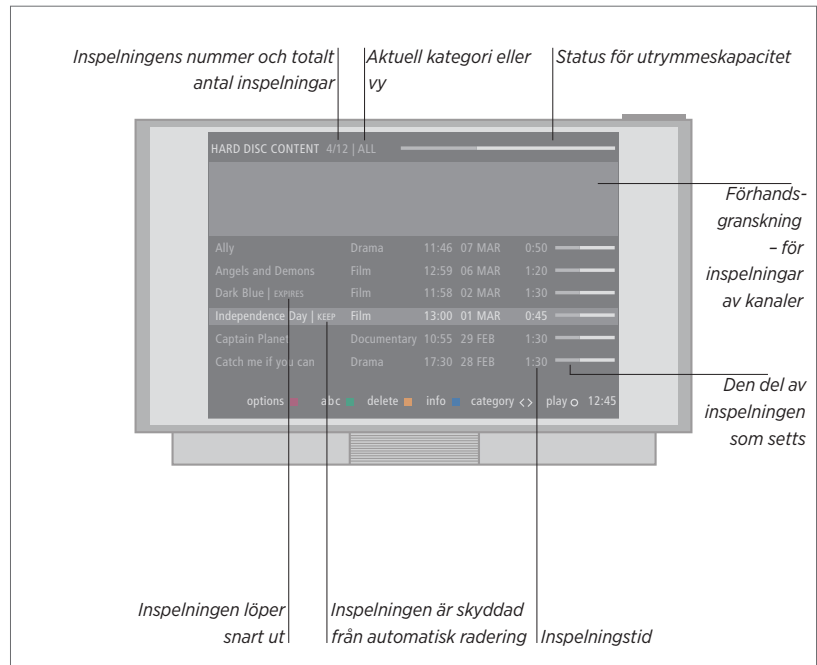 Inspelningens nummer och totalt
antal inspelningar
Aktuell kategori eller
vy
Status för utrymmeskapacitet
HARD DISC CONTENT 4/12 | ALL
Förhands-
granskning
– för
inspelningar
av kanaler
Ally Drama 11:46 07 MAR 0:50
Angels and Demons Film 12:59 06 MAR 1:20
Dark Blue | EXPIRES Film 11:58 02 MAR 1:30
Independence Day | KEEP Film 13:00 01 MAR 0:45
Captain Planet Documentary 10:55 29 FEB 1:30
Catch me if you can Drama 17:30 28 FEB 1:30
options abc delete info category <> play 12:45
Den del av
inspelningen
som setts
Inspelningen löper
snart ut
Inspelningen är skyddad
från automatisk radering
Inspelningstid